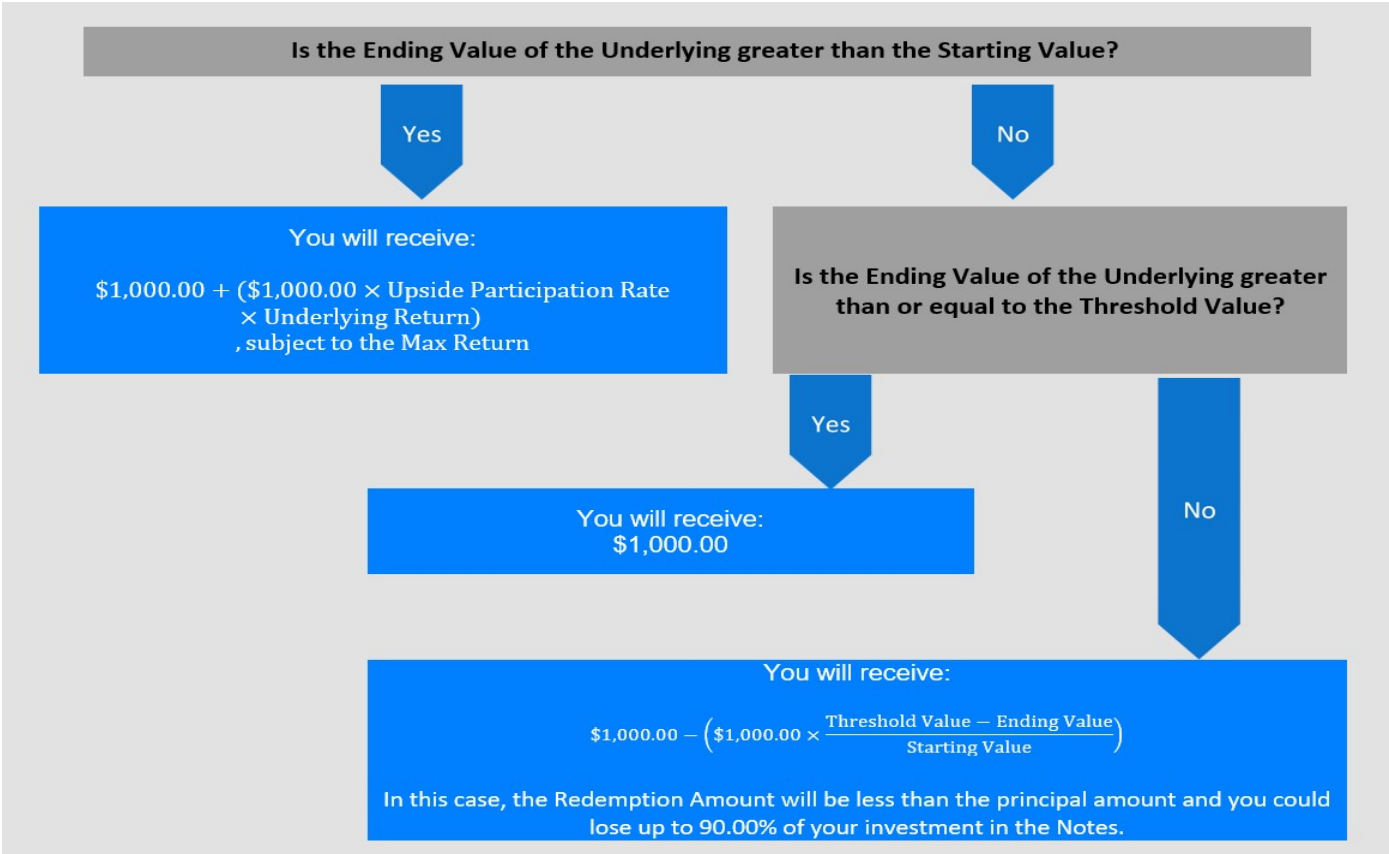 Is the Ending Value of the Underlying greater than the Starting Value?
Yes
No
You will receive:
$1,000.00 + ($1,000.00 × Upside Participation Rate
× Underlying Return)
, subject to the Max Return
Is the Ending Value of the Underlying greater
than or equal to the Threshold Value?
Yes
You will receive:
$1,000.00
No
You will receive:
$1,000.00 − ($1,000.00 × (Threshold Value − Ending Value) / Starting Value)
In this case, the Redemption Amount will be less than the principal amount and you could
lose up to 90.00% of your investment in the Notes.